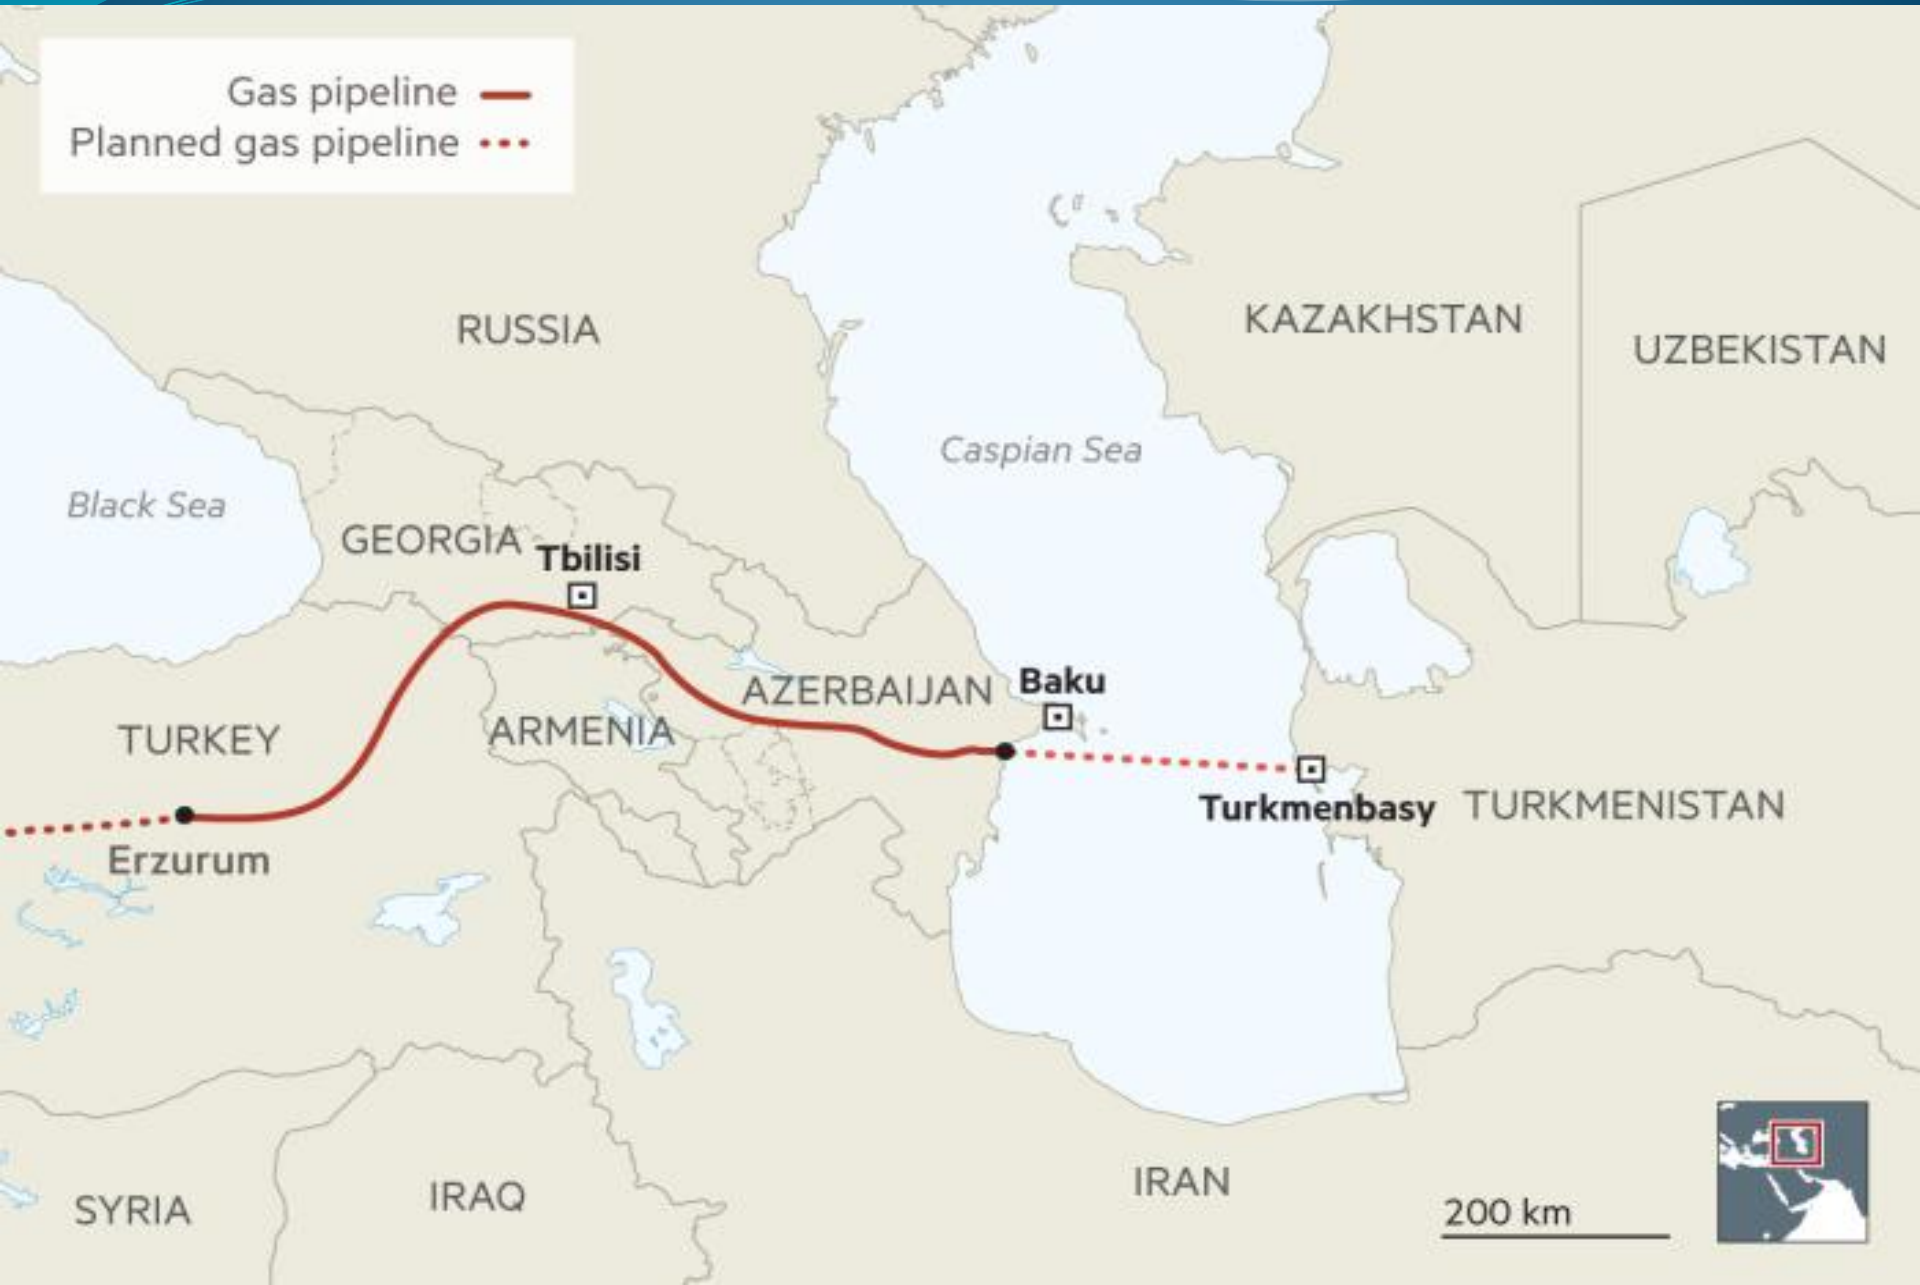 Gas pipeline
Planned gas pipeline
RUSSIA
KAZAKHSTAN
UZBEKISTAN
Caspian Sea
Black Sea
GEORGIA
Tbilisi
Baku
AZERBAIJAN
ARMENIA
TURKEY
Turkmenbasy
TURKMENISTAN
Erzurum
IRAN
IRAQ
SYRIA
200 km